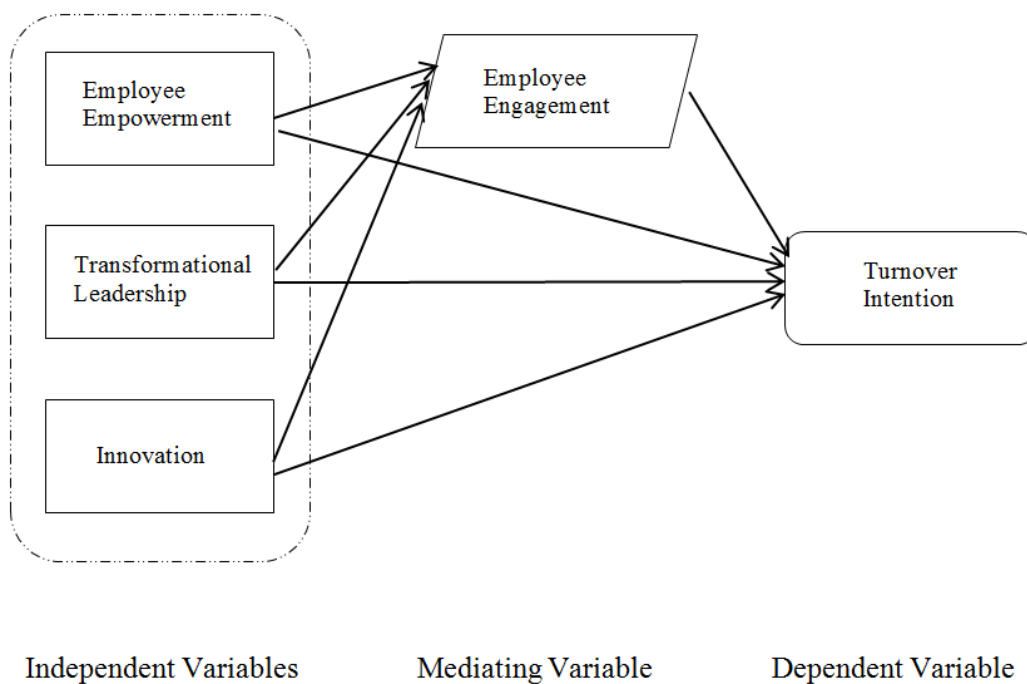 Employee
Empowerment
Employee
Engagement
Transformational
Leadership
Turnover
Intention
Innovation
Independent Variables
Mediating Variable
Dependent Variable